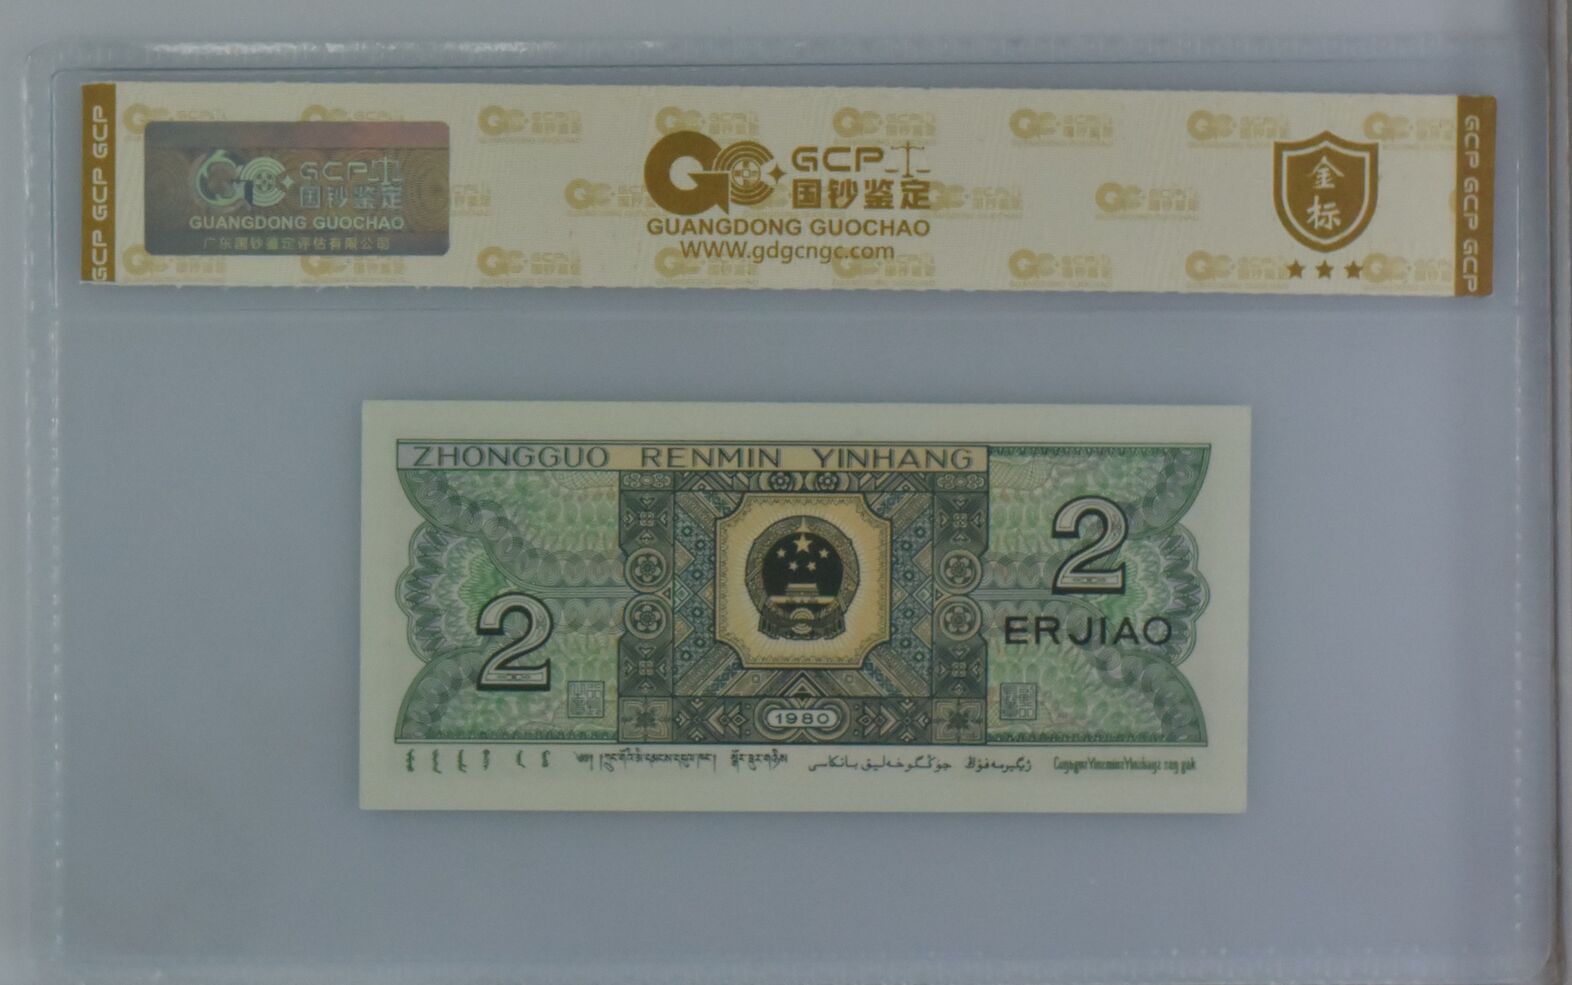 GCP GCP GCP
GCP 国钞鉴定
GUANGDONG GUOCHAO
广东国钞鉴定评估有限公司
GCP
国钞鉴定
GUANGDONG GUOCHAO
WWW.gdgcngc.com
金标
GCP GCP GCP
ZHONGGUO RENMIN YINHANG
2
2
ERJIAO
1980
جۇڭگوخەلىق بانكاسى